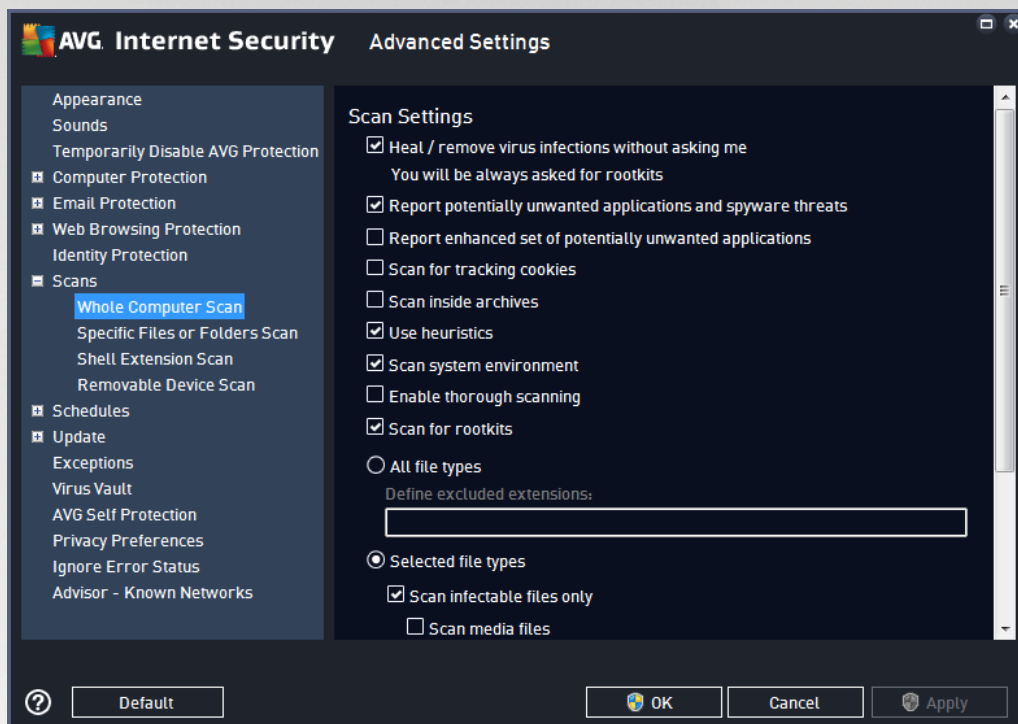 AVG. Internet Security Advanced Settings
Appearance
Sounds
Temporarily Disable AVG Protection
Computer Protection
Email Protection
Web Browsing Protection
Identity Protection
Scans
Whole Computer Scan
Specific Files or Folders Scan
Shell Extension Scan
Removable Device Scan
Schedules
Update
Exceptions
Virus Vault
AVG Self Protection
Privacy Preferences
Ignore Error Status
Advisor - Known Networks
Scan Settings
Heal / remove virus infections without asking me
You will be always asked for rootkits
Report potentially unwanted applications and spyware threats
Report enhanced set of potentially unwanted applications
Scan for tracking cookies
Scan inside archives
Use heuristics
Scan system environment
Enable thorough scanning
Scan for rootkits
All file types
Define excluded extensions:
Selected file types
Scan infectable files only
Scan media files
Default
OK
Cancel
Apply